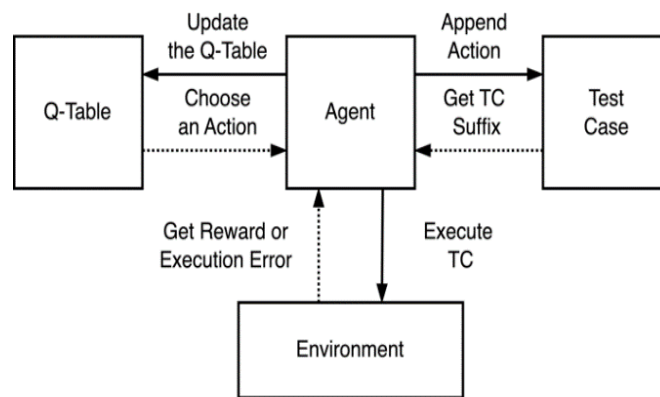 Update
the Q-Table
Append
Action
Q-Table
Choose
an Action
Agent
Get TC
Suffix
Test
Case
Get Reward or
Execution Error
Execute
TC
Environment